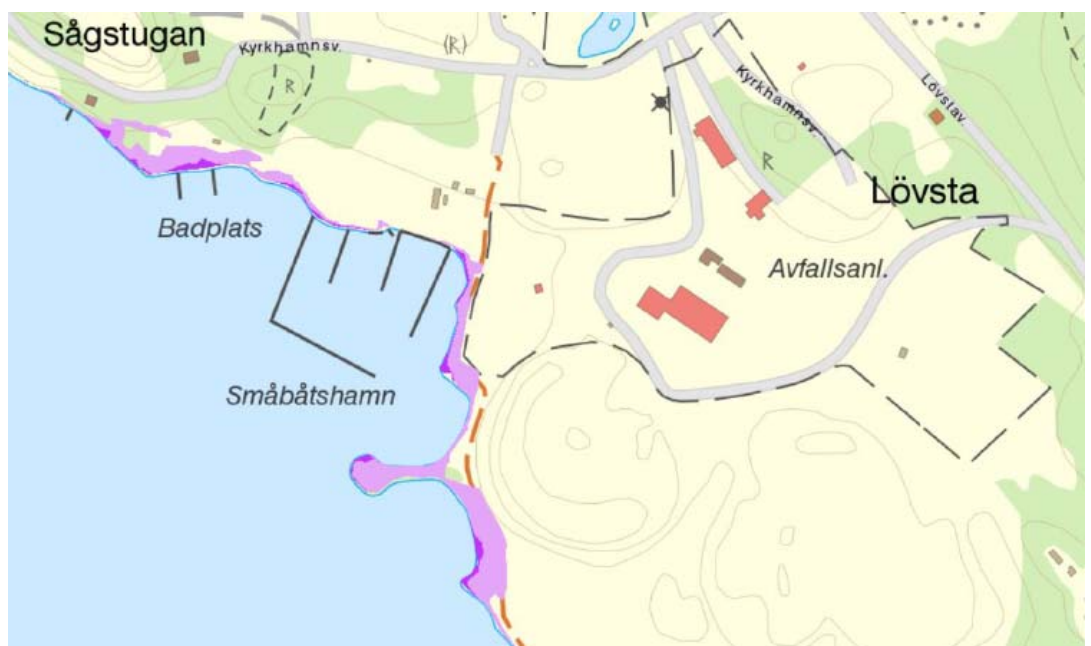 Sågstugan
Kyrkhamnsv.
(R)
R
Kyrkhamnsv.
Lövstav.
R
Lövsta
Badplats
Avfallsanl.
Småbåtshamn